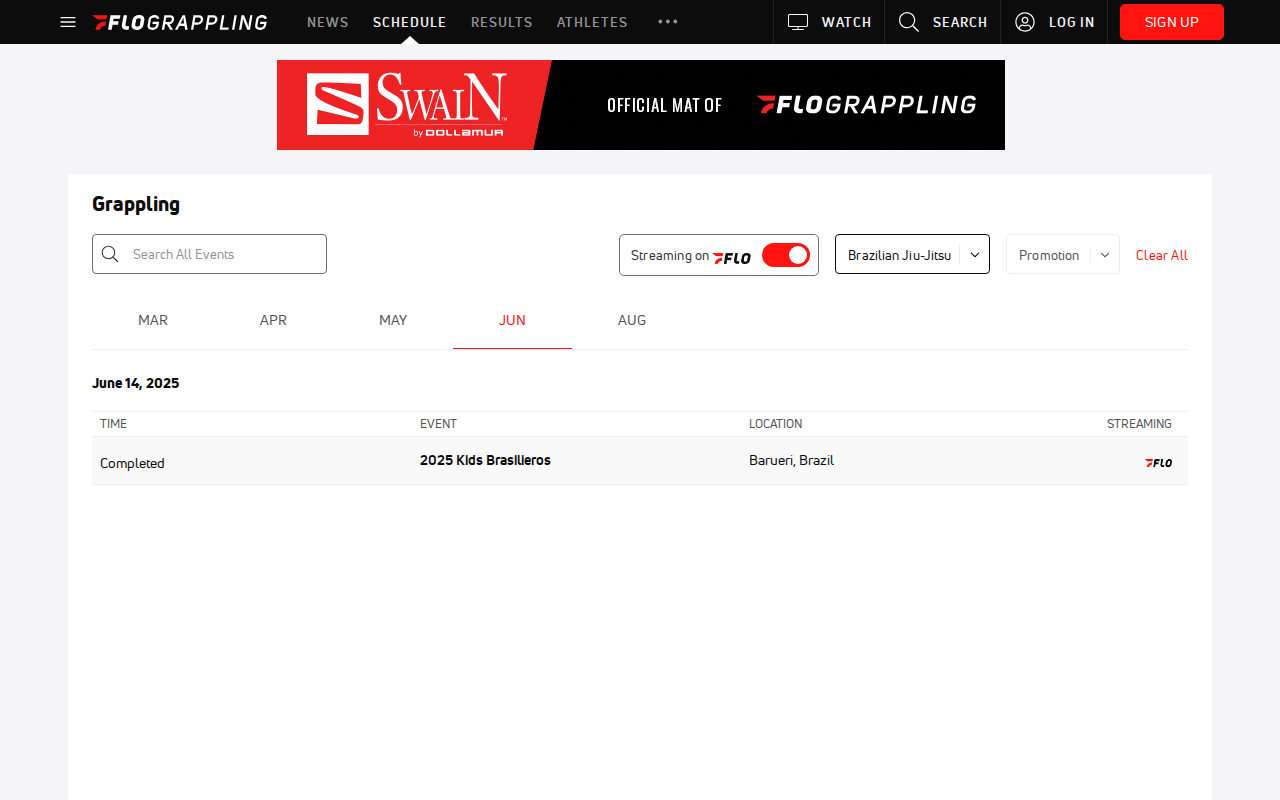 FLOGRAPPLING NEWS SCHEDULE RESULTS ATHLETES WATCH SEARCH LOG IN SIGN UP
SWAIN™ by DOLLAMUR OFFICIAL MAT OF FLOGRAPPLING
Grappling
Search All Events Streaming on FLO Brazilian Jiu-Jitsu Promotion Clear All
MAR APR MAY JUN AUG
June 14, 2025
TIME EVENT LOCATION STREAMING
Completed 2025 Kids Brasilieros Barueri, Brazil FLO